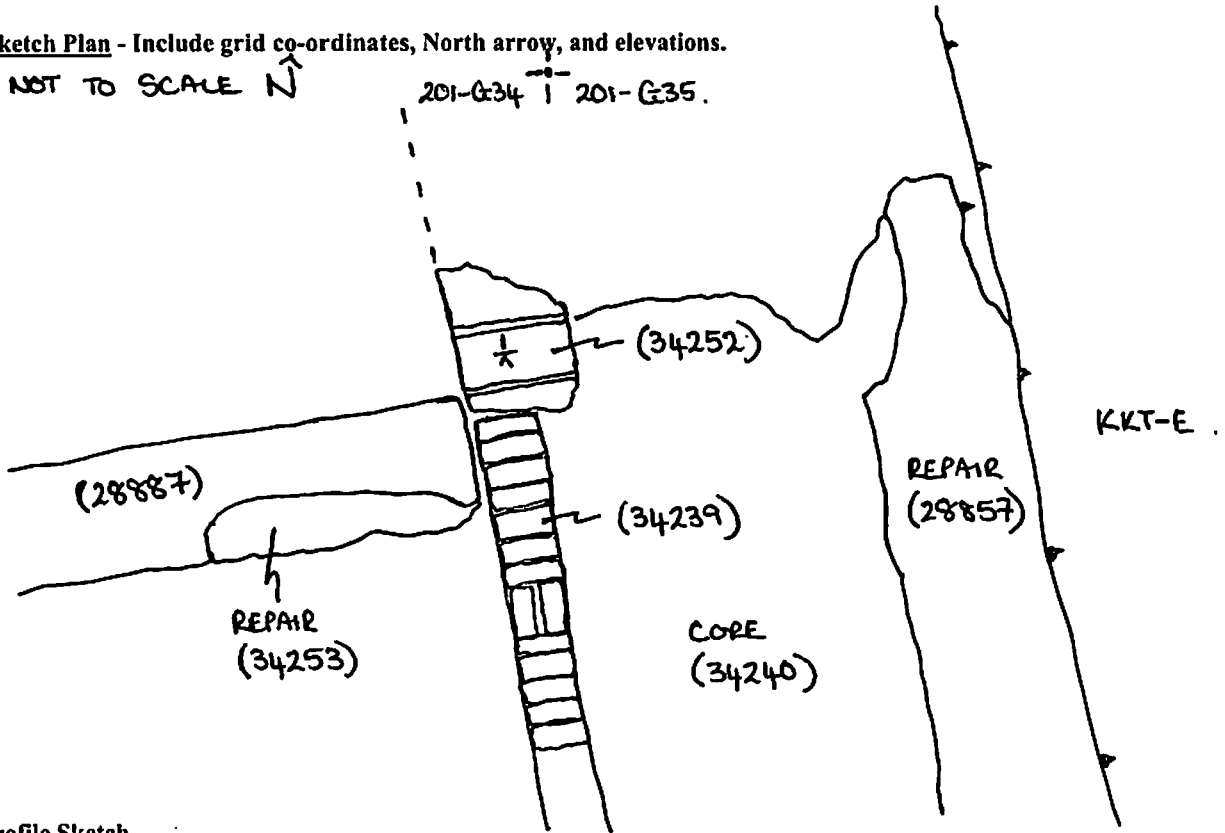 ketch Plan - Include grid co-ordinates, North arrow, and elevations.
NOT TO SCALE N
201-G34 201-G35.
(34252)
KKT-E.
(28887)
REPAIR
(28857)
(34239)
REPAIR
(34253)
CORE
(34240)
rofile Sketch